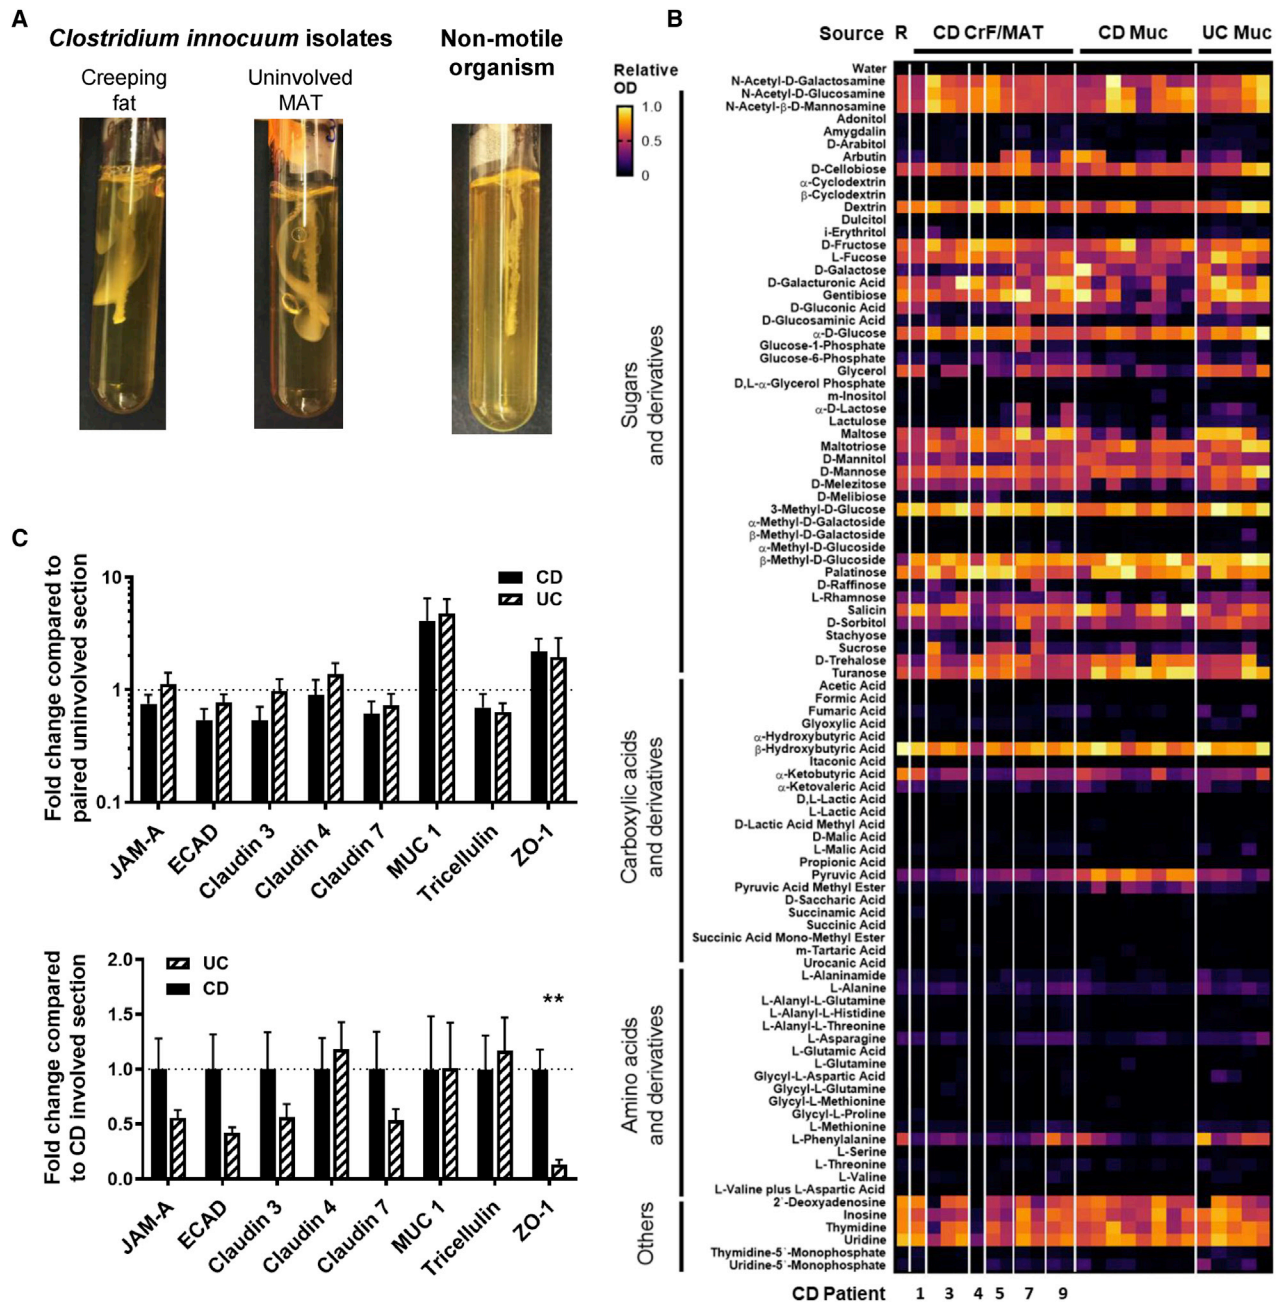 A
Clostridium innocuum isolates
Creeping
fat
Uninvolved
MAT
Non-motile
organism
B
Source R CD CrF/MAT CD Muc UC Muc
Relative
OD
1.0
0.5
0
Sugars
and derivatives
Water
N-Acetyl-D-Galactosamine
N-Acetyl-D-Glucosamine
N-Acetyl-β-D-Mannosamine
Adonitol
Amygdalin
D-Arabitol
Arbutin
D-Cellobiose
α-Cyclodextrin
β-Cyclodextrin
Dextrin
Dulcitol
i-Erythritol
D-Fructose
L-Fucose
D-Galactose
D-Galacturonic Acid
Gentibiose
D-Gluconic Acid
D-Glucosaminic Acid
α-D-Glucose
Glucose-1-Phosphate
Glucose-6-Phosphate
Glycerol
D,L-α-Glycerol Phosphate
m-Inositol
α-D-Lactose
Lactulose
Maltose
Maltotriose
D-Mannitol
D-Mannose
D-Melezitose
D-Melibiose
3-Methyl-D-Glucose
α-Methyl-D-Galactoside
β-Methyl-D-Galactoside
α-Methyl-D-Glucoside
β-Methyl-D-Glucoside
Palatinose
D-Raffinose
L-Rhamnose
Salicin
D-Sorbitol
Stachyose
Sucrose
D-Trehalose
Turanose
Carboxylic acids
and derivatives
Acetic Acid
Formic Acid
Fumaric Acid
Glyoxylic Acid
α-Hydroxybutyric Acid
β-Hydroxybutyric Acid
Itaconic Acid
α-Ketobutyric Acid
α-Ketovaleric Acid
D,L-Lactic Acid
L-Lactic Acid
D-Lactic Acid Methyl Acid
D-Malic Acid
L-Malic Acid
Propionic Acid
Pyruvic Acid
Pyruvic Acid Methyl Ester
D-Saccharic Acid
Succinamic Acid
Succinic Acid
Succinic Acid Mono-Methyl Ester
m-Tartaric Acid
Urocanic Acid
Amino acids
and derivatives
L-Alaninamide
L-Alanine
L-Alanyl-L-Glutamine
L-Alanyl-L-Histidine
L-Alanyl-L-Threonine
L-Asparagine
L-Glutamic Acid
L-Glutamine
Glycyl-L-Aspartic Acid
Glycyl-L-Glutamine
Glycyl-L-Methionine
Glycyl-L-Proline
L-Methionine
L-Phenylalanine
L-Serine
L-Threonine
L-Valine
L-Valine plus L-Aspartic Acid
Others
2`-Deoxyadenosine
Inosine
Thymidine
Uridine
Thymidine-5`-Monophosphate
Uridine-5`-Monophosphate
CD Patient 1 3 4 5 7 9
C
Fold change compared to
paired uninvolved section
10
1
0.1
CD
UC
JAM-A
ECAD
Claudin 3
Claudin 4
Claudin 7
MUC 1
Tricellulin
ZO-1
Fold change compared
to CD involved section
2.0
1.5
1.0
0.5
0.0
UC
CD
**
JAM-A
ECAD
Claudin 3
Claudin 4
Claudin 7
MUC 1
Tricellulin
ZO-1